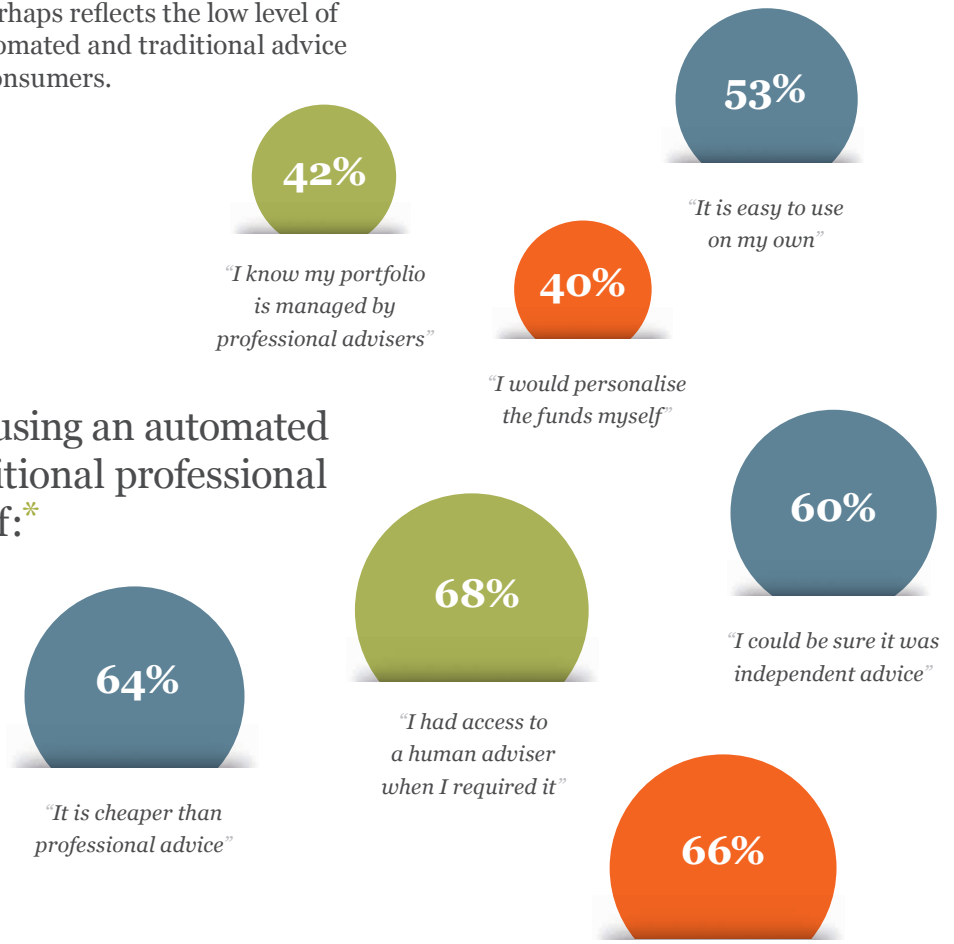 rhaps reflects the low level of
omated and traditional advice
onsumers.
53%
“It is easy to use
on my own”
42%
“I know my portfolio
is managed by
professional advisers”
40%
“I would personalise
the funds myself”
using an automated
itional professional
f:*
60%
“I could be sure it was
independent advice”
68%
“I had access to
a human adviser
when I required it”
64%
“It is cheaper than
professional advice”
66%